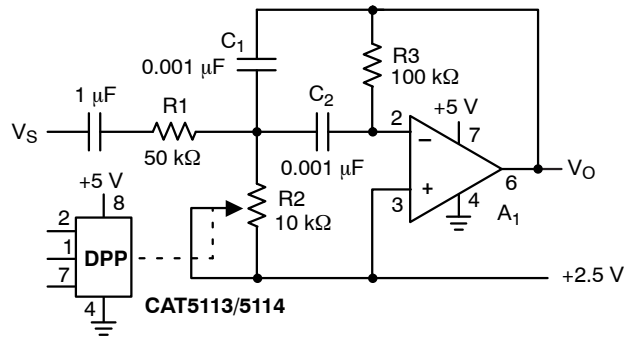 C1
0.001 μF
R3
100 kΩ
1 μF
R1
C2
+5 V
VS
2
7
–
50 kΩ
0.001 μF
6
VO
+5 V
8
R2
10 kΩ
+
3
4
A1
2
1
DPP
7
4
+2.5 V
CAT5113/5114